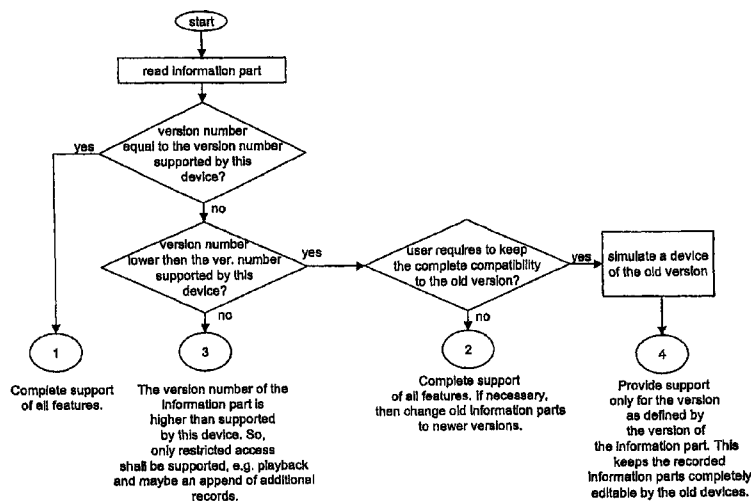 start
read information part
version number
equal to the version number
supported by this
device?
yes
no
version number
lower then the ver. number
supported by this
device?
yes
no
user requires to keep
the complete compatibility
to the old version?
yes
no
simulate a device
of the old version
1
Complete support
of all features.
3
The version number of the
information part is
higher than supported
by this device. So,
only restricted access
shall be supported, e.g. playback
and maybe an append of additional
records.
2
Complete support
of all features. If necessary,
then change old information parts
to newer versions.
4
Provide support
only for the version
as defined by
the version of
the information part. This
keeps the recorded
information parts completely
editable by the old devices.